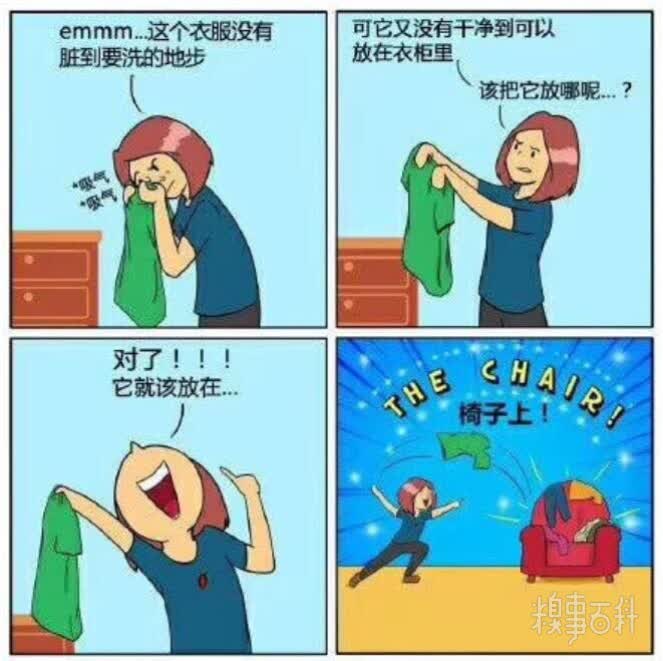 emmm...这个衣服没有
脏到要洗的地步
*吸气
*吸气
可它又没有干净到可以
放在衣柜里
该把它放哪呢...？
对了！！！
它就该放在...
THE CHAIR!
椅子上！
糗事百科